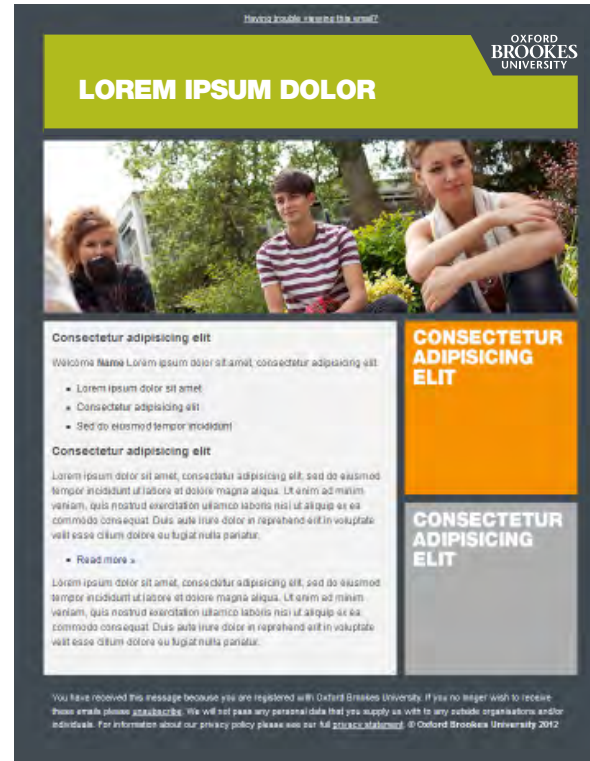 Having trouble viewing this email?
OXFORD
BROOKES
UNIVERSITY
LOREM IPSUM DOLOR
Consectetur adipisicing elit
Welcome Name Lorem ipsum dolor sit amet, consectetur adipisicing elit
Lorem ipsum dolor sit amet
Consectetur adipisicing elit
Sed do eiusmod tempor incididunt
Consectetur adipisicing elit
Lorem ipsum dolor sit amet, consectetur adipisicing elit, sed do eiusmod
tempor incididunt ut labore et dolore magna aliqua. Ut enim ad minim
veniam, quis nostrud exercitation ullamco laboris nisi ut aliquip ex ea
commodo consequat. Duis aute irure dolor in reprehend erit in voluptate
velit esse cillum dolore eu fugiat nulla pariatur.
Read more »
Lorem ipsum dolor sit amet, consectetur adipisicing elit, sed do eiusmod
tempor incididunt ut labore et dolore magna aliqua. Ut enim ad minim
veniam, quis nostrud exercitation ullamco laboris nisi ut aliquip ex ea
commodo consequat. Duis aute irure dolor in reprehend erit in voluptate
velit esse cillum dolore eu fugiat nulla pariatur.
CONSECTETUR
ADIPISICING
ELIT
CONSECTETUR
ADIPISICING
ELIT
You have received this message because you are registered with Oxford Brookes University. If you no longer wish to receive
these emails please unsubscribe. We will not pass any personal data that you supply us with to any outside organisations and/or
individuals. For information about our privacy policy please see our full privacy statement. © Oxford Brookes University 2012